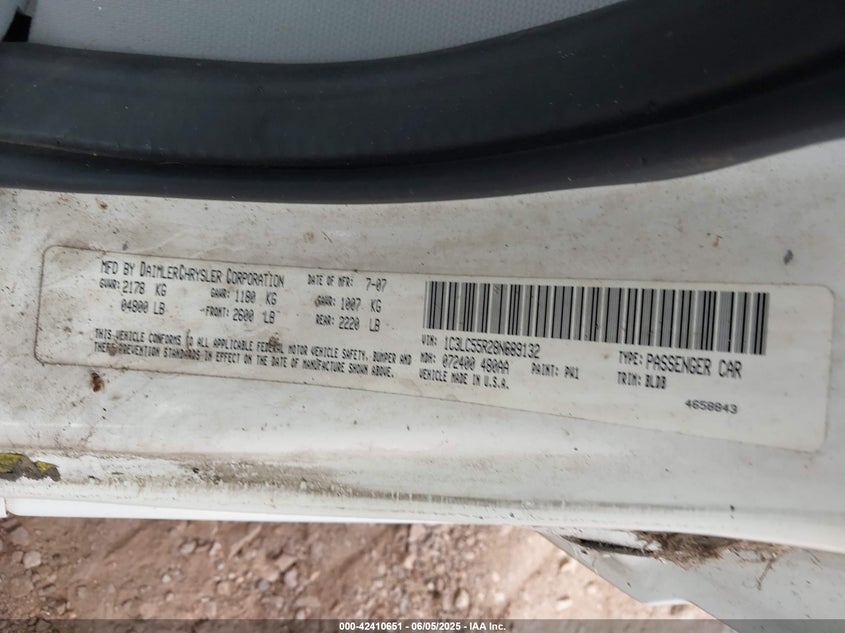 MFD BY DAIMLERCHRYSLER CORPORATION
DATE OF MFR: 7-07
GVWR: 2178 KG
04800 LB
GAWR: 1180 KG
-FRONT: 2600 LB
GAWR: 1007 KG
REAR: 2220 LB
THIS VEHICLE CONFORMS TO ALL APPLICABLE FEDERAL MOTOR VEHICLE SAFETY, BUMPER AND
THEFT PREVENTION STANDARDS IN EFFECT ON THE DATE OF MANUFACTURE SHOWN ABOVE.
VIN: 1C3LC55R28N689132
TYPE: PASSENGER CAR
MDH: 072400 480AA
PAINT: PW1
TRIM: BLDB
VEHICLE MADE IN U.S.A.
4658843
000-42410651 - 06/05/2025 - IAA Inc.